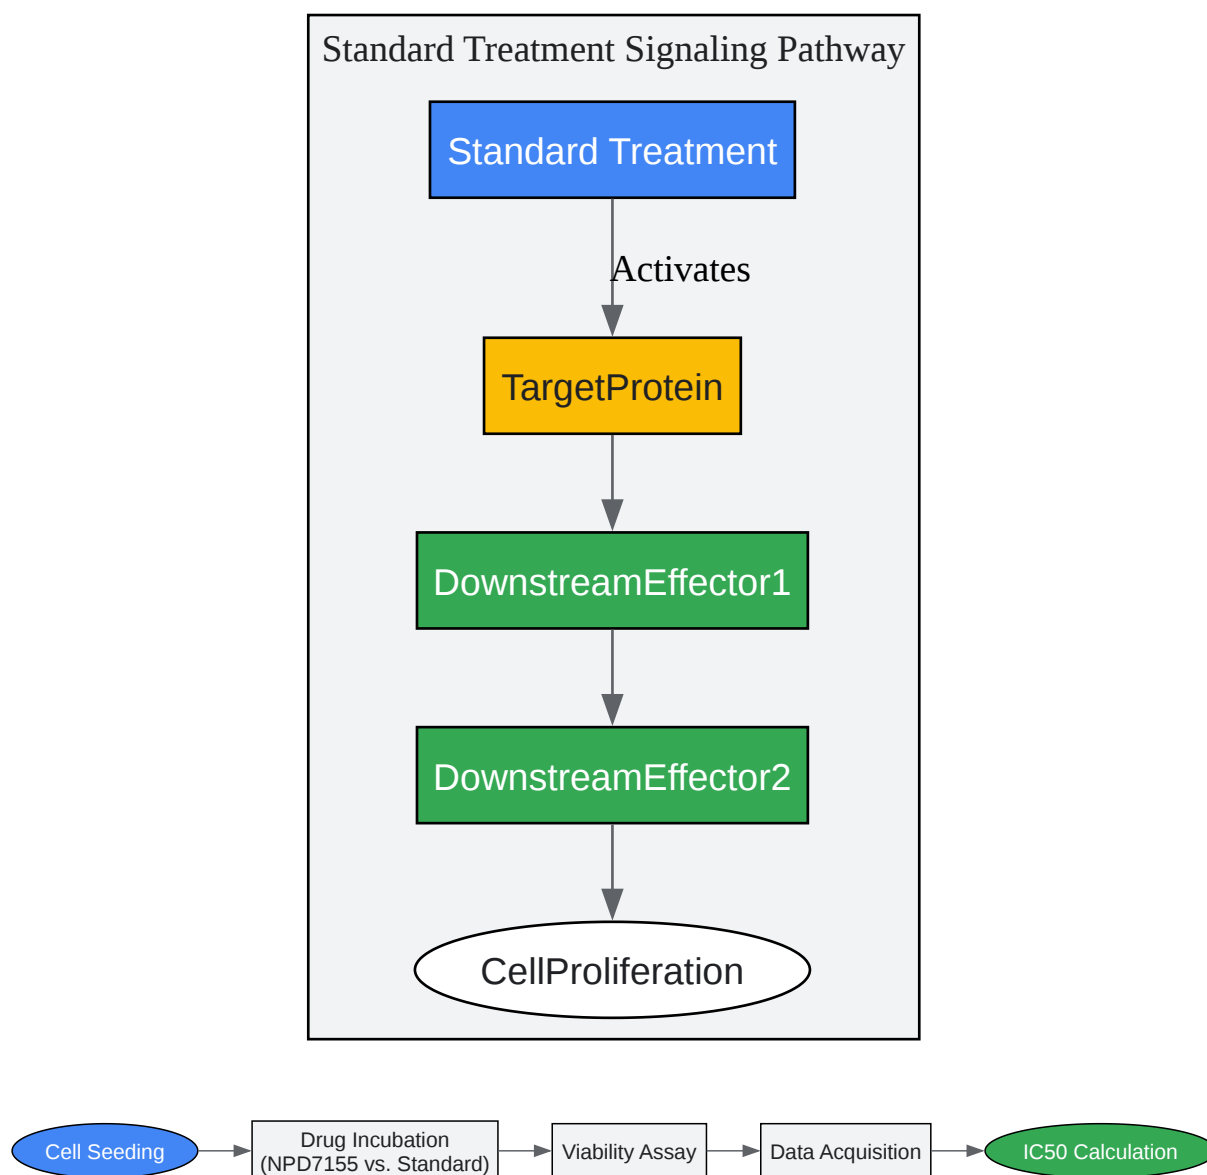 Standard Treatment Signaling Pathway
Standard Treatment
Activates
TargetProtein
DownstreamEffector1
DownstreamEffector2
CellProliferation
Cell Seeding
Drug Incubation
(NPD7155 vs. Standard)
Viability Assay
Data Acquisition
IC50 Calculation